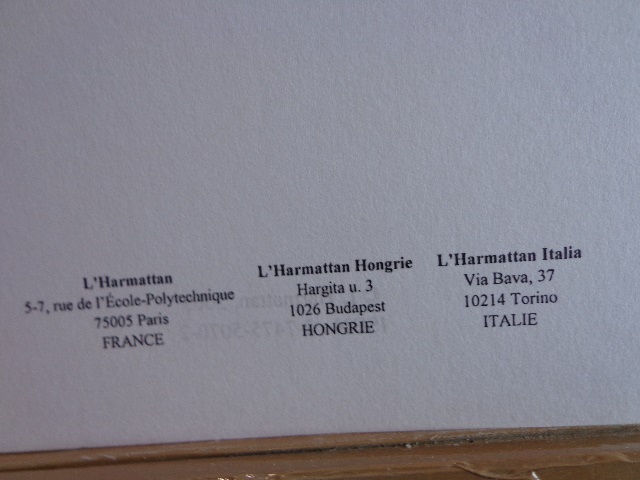 L'Harmattan
5-7, rue de l'École-Polytechnique
75005 Paris
FRANCE
L'Harmattan Hongrie
Hargita u. 3
1026 Budapest
HONGRIE
L'Harmattan Italia
Via Bava, 37
10214 Torino
ITALIE